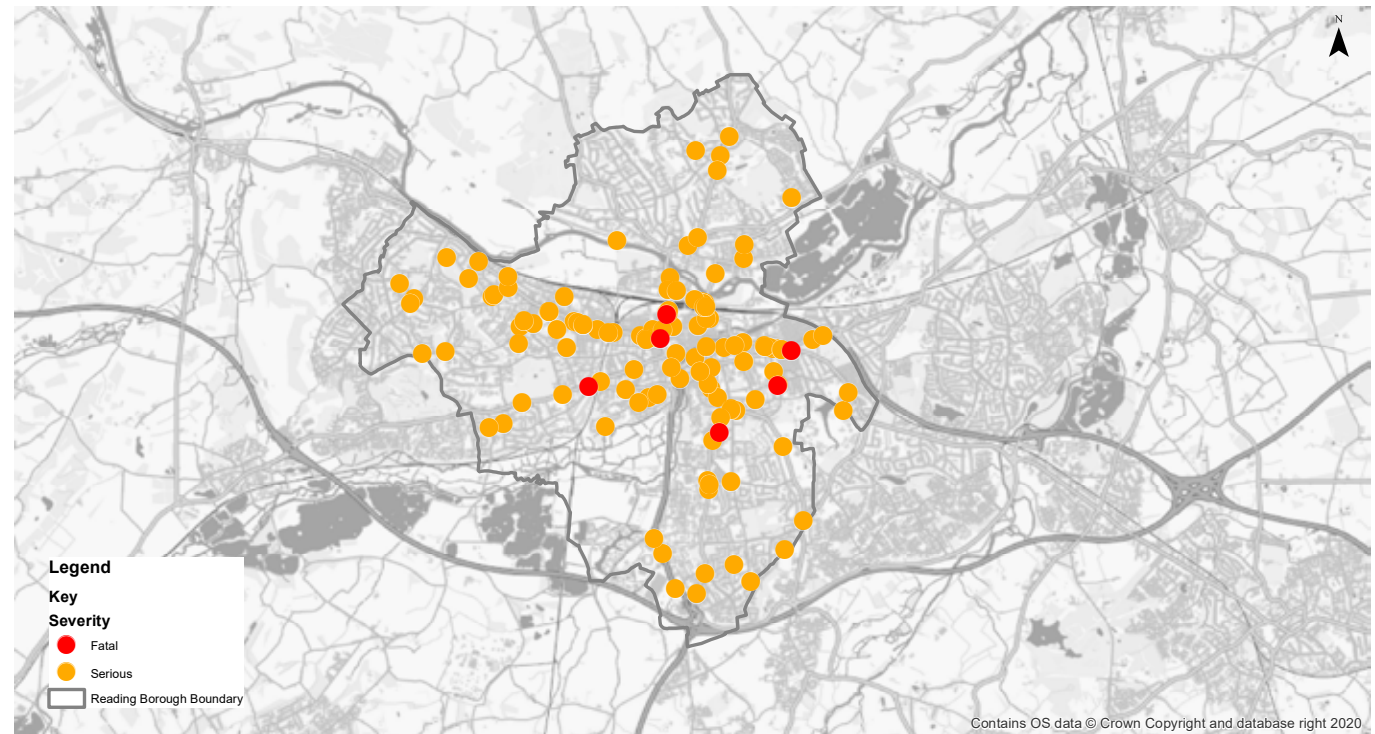 N
Legend
Key
Severity
Fatal
Serious
Reading Borough Boundary
Contains OS data © Crown Copyright and database right 2020